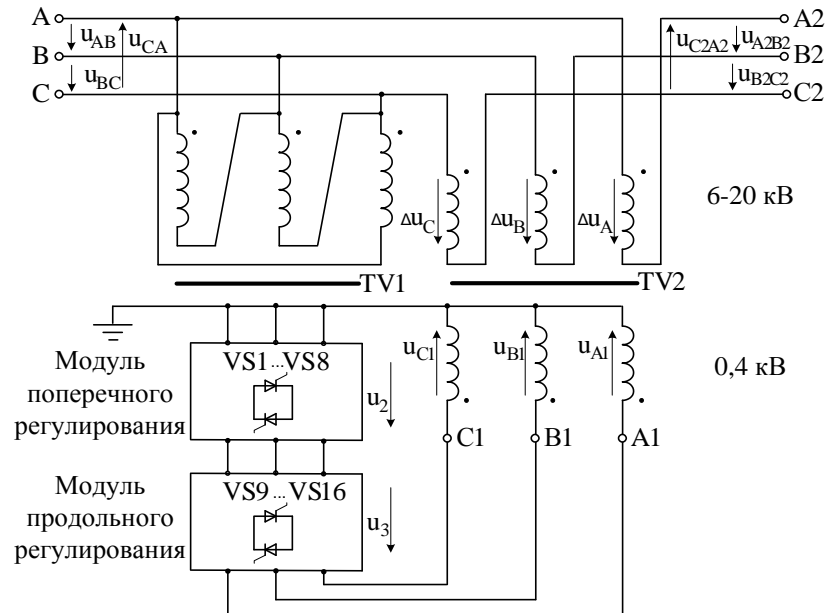 A
u_AB
u_CA
u_C2A2
u_A2B2
A2
B
B2
u_BC
u_B2C2
C
C2
Δu_C
Δu_B
Δu_A
6-20 кВ
TV1
TV2
Модуль
поперечного
регулирования
VS1...VS8
u_2
u_C1
u_B1
u_A1
0,4 кВ
C1
B1
A1
Модуль
продольного
регулирования
VS9...VS16
u_3